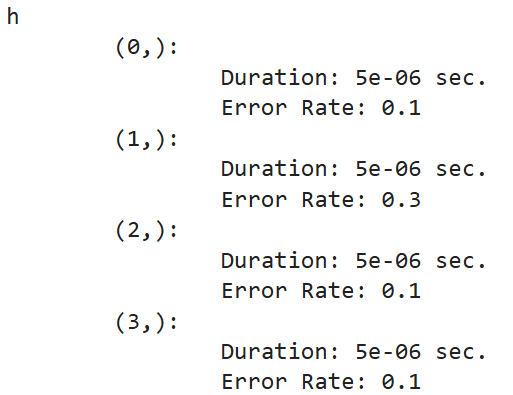 h
(0,):
Duration: 5e-06 sec.
Error Rate: 0.1
(1,):
Duration: 5e-06 sec.
Error Rate: 0.3
(2,):
Duration: 5e-06 sec.
Error Rate: 0.1
(3,):
Duration: 5e-06 sec.
Error Rate: 0.1